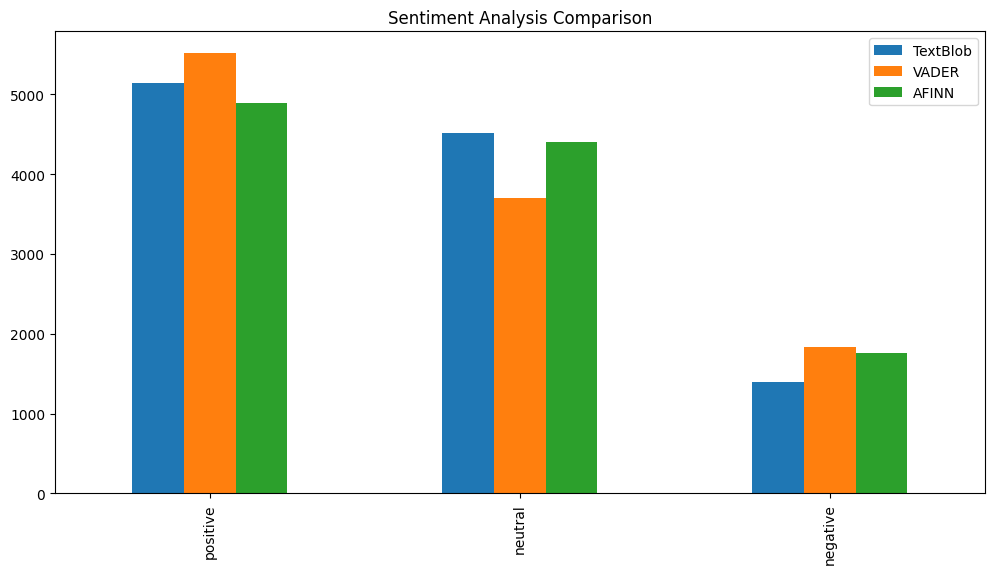 Sentiment Analysis Comparison
TextBlob
VADER
AFINN
5000
4000
3000
2000
1000
0
positive
neutral
negative